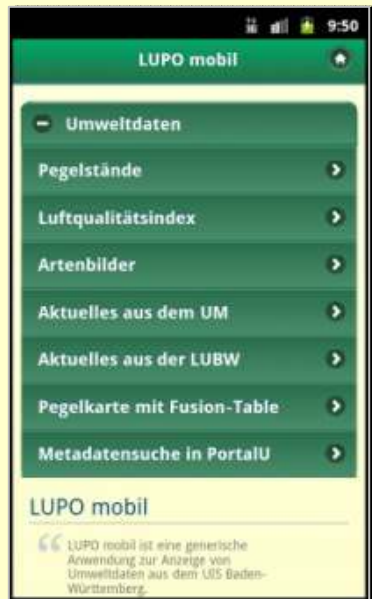 9:50
LUPO mobil
Umweltdaten
Pegelstände
Luftqualitätsindex
Artenbilder
Aktuelles aus dem UM
Aktuelles aus der LUBW
Pegelkarte mit Fusion-Table
Metadatensuche in PortalU
LUPO mobil
LUPO mobil ist eine generische
Anwendung zur Anzeige von
Umweltdaten aus dem UIS Baden-
Württemberg.